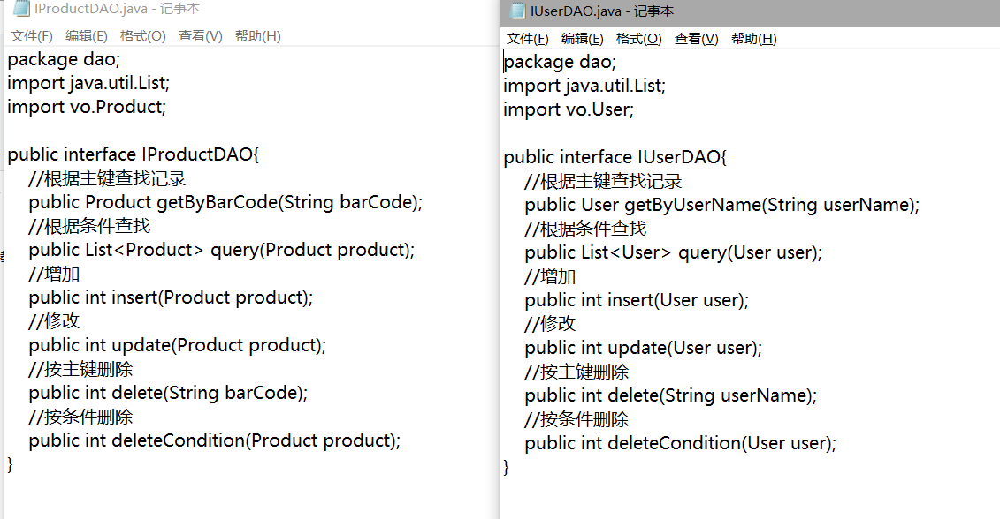 IProductDAO.java - 记事本
文件(F) 编辑(E) 格式(O) 查看(V) 帮助(H)
package dao;
import java.util.List;
import vo.Product;
public interface IProductDAO{
//根据主键查找记录
public Product getByBarCode(String barCode);
//根据条件查找
public List<Product> query(Product product);
//增加
public int insert(Product product);
//修改
public int update(Product product);
//按主键删除
public int delete(String barCode);
//按条件删除
public int deleteCondition(Product product);
}
IUserDAO.java - 记事本
文件(F) 编辑(E) 格式(O) 查看(V) 帮助(H)
package dao;
import java.util.List;
import vo.User;
public interface IUserDAO{
//根据主键查找记录
public User getByUserName(String userName);
//根据条件查找
public List<User> query(User user);
//增加
public int insert(User user);
//修改
public int update(User user);
//按主键删除
public int delete(String userName);
//按条件删除
public int deleteCondition(User user);
}